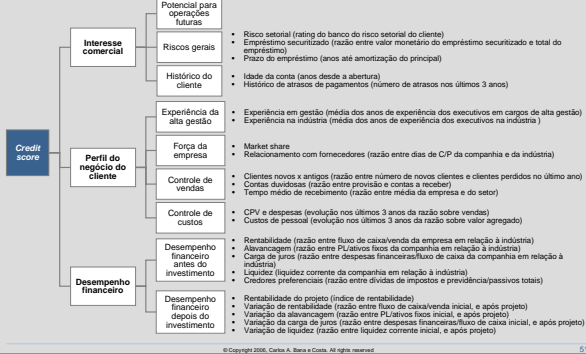 Credit
score
Interesse
comercial
Potencial para
operações
futuras
Riscos gerais
• Risco setorial (rating do banco do risco setorial do cliente)
• Empréstimo securitizado (razão entre valor monetário do empréstimo securitizado e total do
empréstimo)
• Prazo do empréstimo (anos até amortização do principal)
Histórico do
cliente
• Idade da conta (anos desde a abertura)
• Histórico de atrasos de pagamentos (número de atrasos nos últimos 3 anos)
Perfil do
negócio do
cliente
Experiência da
alta gestão
• Experiência em gestão (média dos anos de experiência dos executivos em cargos de alta gestão)
• Experiência na indústria (média dos anos de experiência dos executivos na indústria )
Força da
empresa
• Market share
• Relacionamento com fornecedores (razão entre dias de C/P da companhia e da indústria)
Controle de
vendas
• Clientes novos x antigos (razão entre número de novos clientes e clientes perdidos no último ano)
• Contas duvidosas (razão entre provisão e contas a receber)
• Tempo médio de recebimento (razão entre média da empresa e do setor)
Controle de
custos
• CPV e despesas (evolução nos últimos 3 anos da razão sobre vendas)
• Custos de pessoal (evolução nos últimos 3 anos da razão sobre valor agregado)
Desempenho
financeiro
Desempenho
financeiro
antes do
investimento
• Rentabilidade (razão entre fluxo de caixa/venda da empresa em relação à indústria)
• Alavancagem (razão entre PL/ativos fixos da companhia em relação à indústria)
• Carga de juros (razão entre despesas financeiras/fluxo de caixa da companhia em relação à
indústria)
• Liquidez (liquidez corrente da companhia em relação à indústria)
• Credores preferenciais (razão entre dívidas de impostos e previdência/passivos totais)
Desempenho
financeiro
depois do
investimento
• Rentabilidade do projeto (índice de rentabilidade)
• Variação de rentabilidade (razão entre fluxo de caixa/venda inicial, e após projeto)
• Variação da alavancagem (razão entre PL/ativos fixos inicial, e após projeto)
• Variação da carga de juros (razão entre despesas financeiras/fluxo de caixa inicial, e após projeto)
• Variação de liquidez (razão entre liquidez corrente inicial, e após projeto)
© Copyright 2006, Carlos A. Bana e Costa. All rights reserved